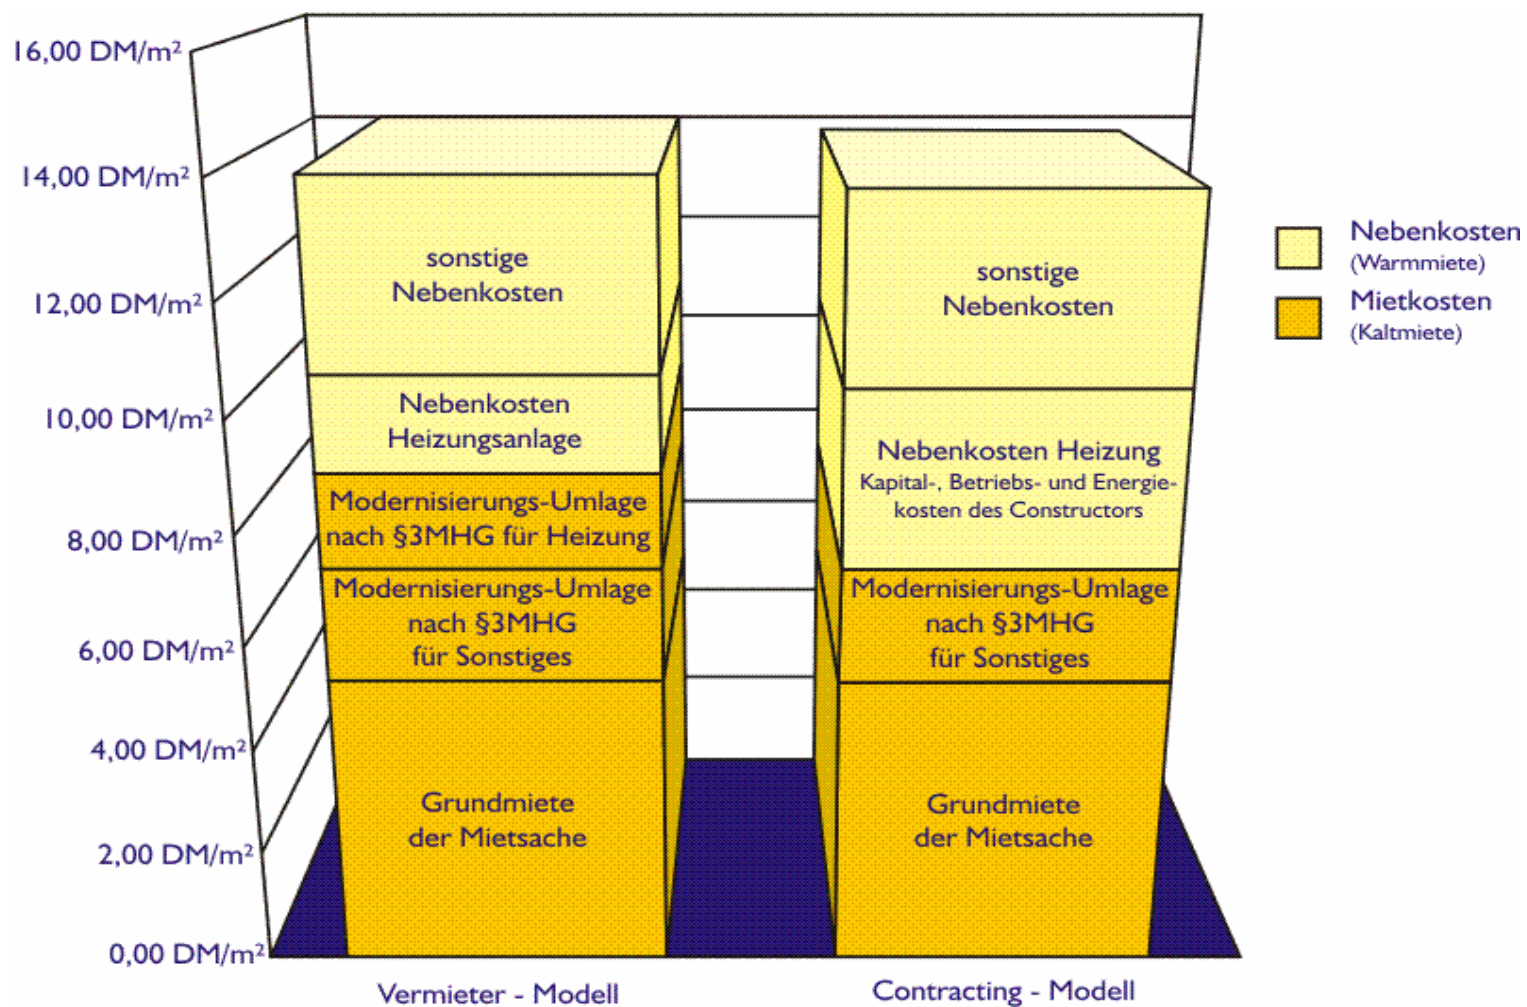 16,00 DM/m²
14,00 DM/m²
12,00 DM/m²
10,00 DM/m²
8,00 DM/m²
6,00 DM/m²
4,00 DM/m²
2,00 DM/m²
0,00 DM/m²
sonstige
Nebenkosten
Nebenkosten
Heizungsanlage
Modernisierungs-Umlage
nach §3MHG für Heizung
Modernisierungs-Umlage
nach §3MHG
für Sonstiges
Grundmiete
der Mietsache
Vermieter - Modell
sonstige
Nebenkosten
Nebenkosten Heizung
Kapital-, Betriebs- und Energie-
kosten des Constructors
Modernisierungs-Umlage
nach §3MHG
für Sonstiges
Grundmiete
der Mietsache
Contracting - Modell
Nebenkosten
(Warmmiete)
Mietkosten
(Kaltmiete)